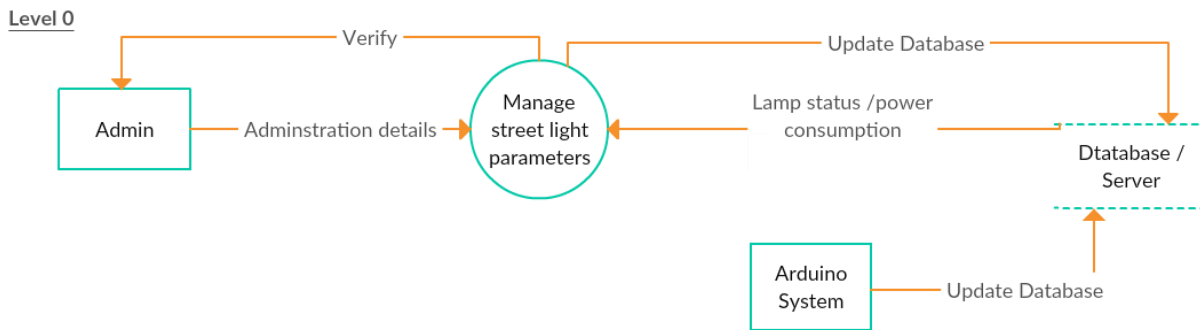 Level 0
Verify
Update Database
Admin
Adminstration details
Manage
street light
parameters
Lamp status /power
consumption
Dtatabase /
Server
Arduino
System
Update Database